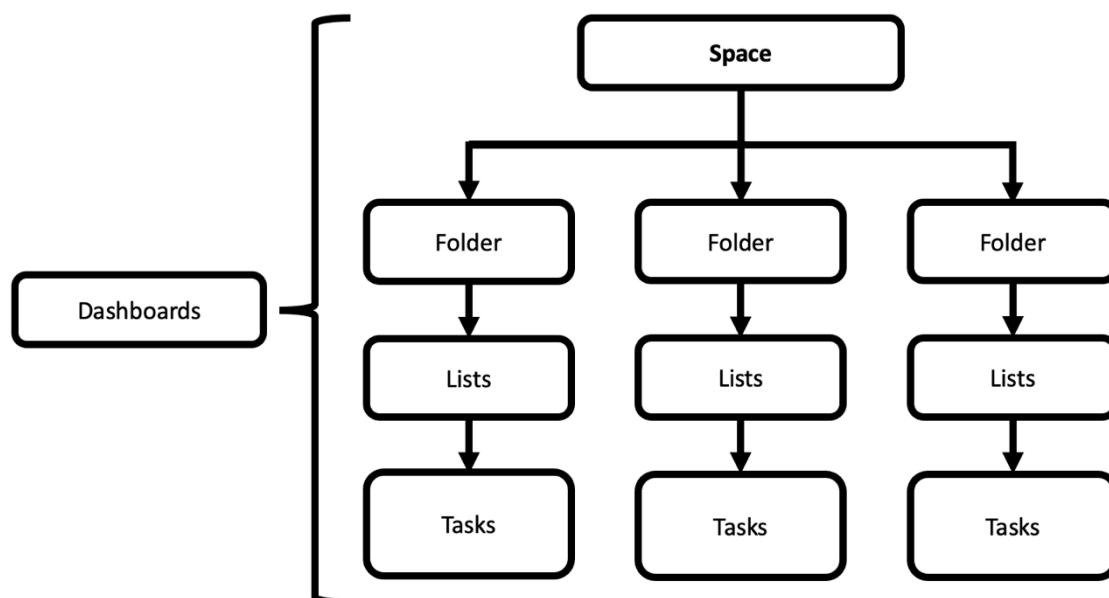 Space
Folder
Folder
Folder
Dashboards
Lists
Lists
Lists
Tasks
Tasks
Tasks